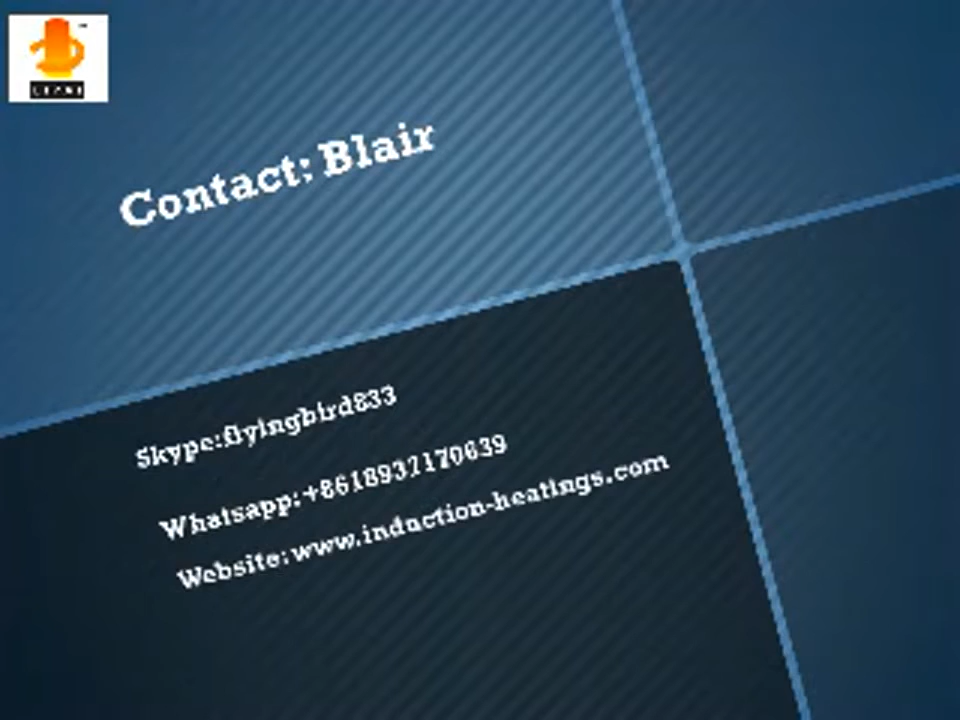 Contact: Blair
Skype:flyingbird833
Whatsapp:+8618937170639
Website: www.induction-heatings.com